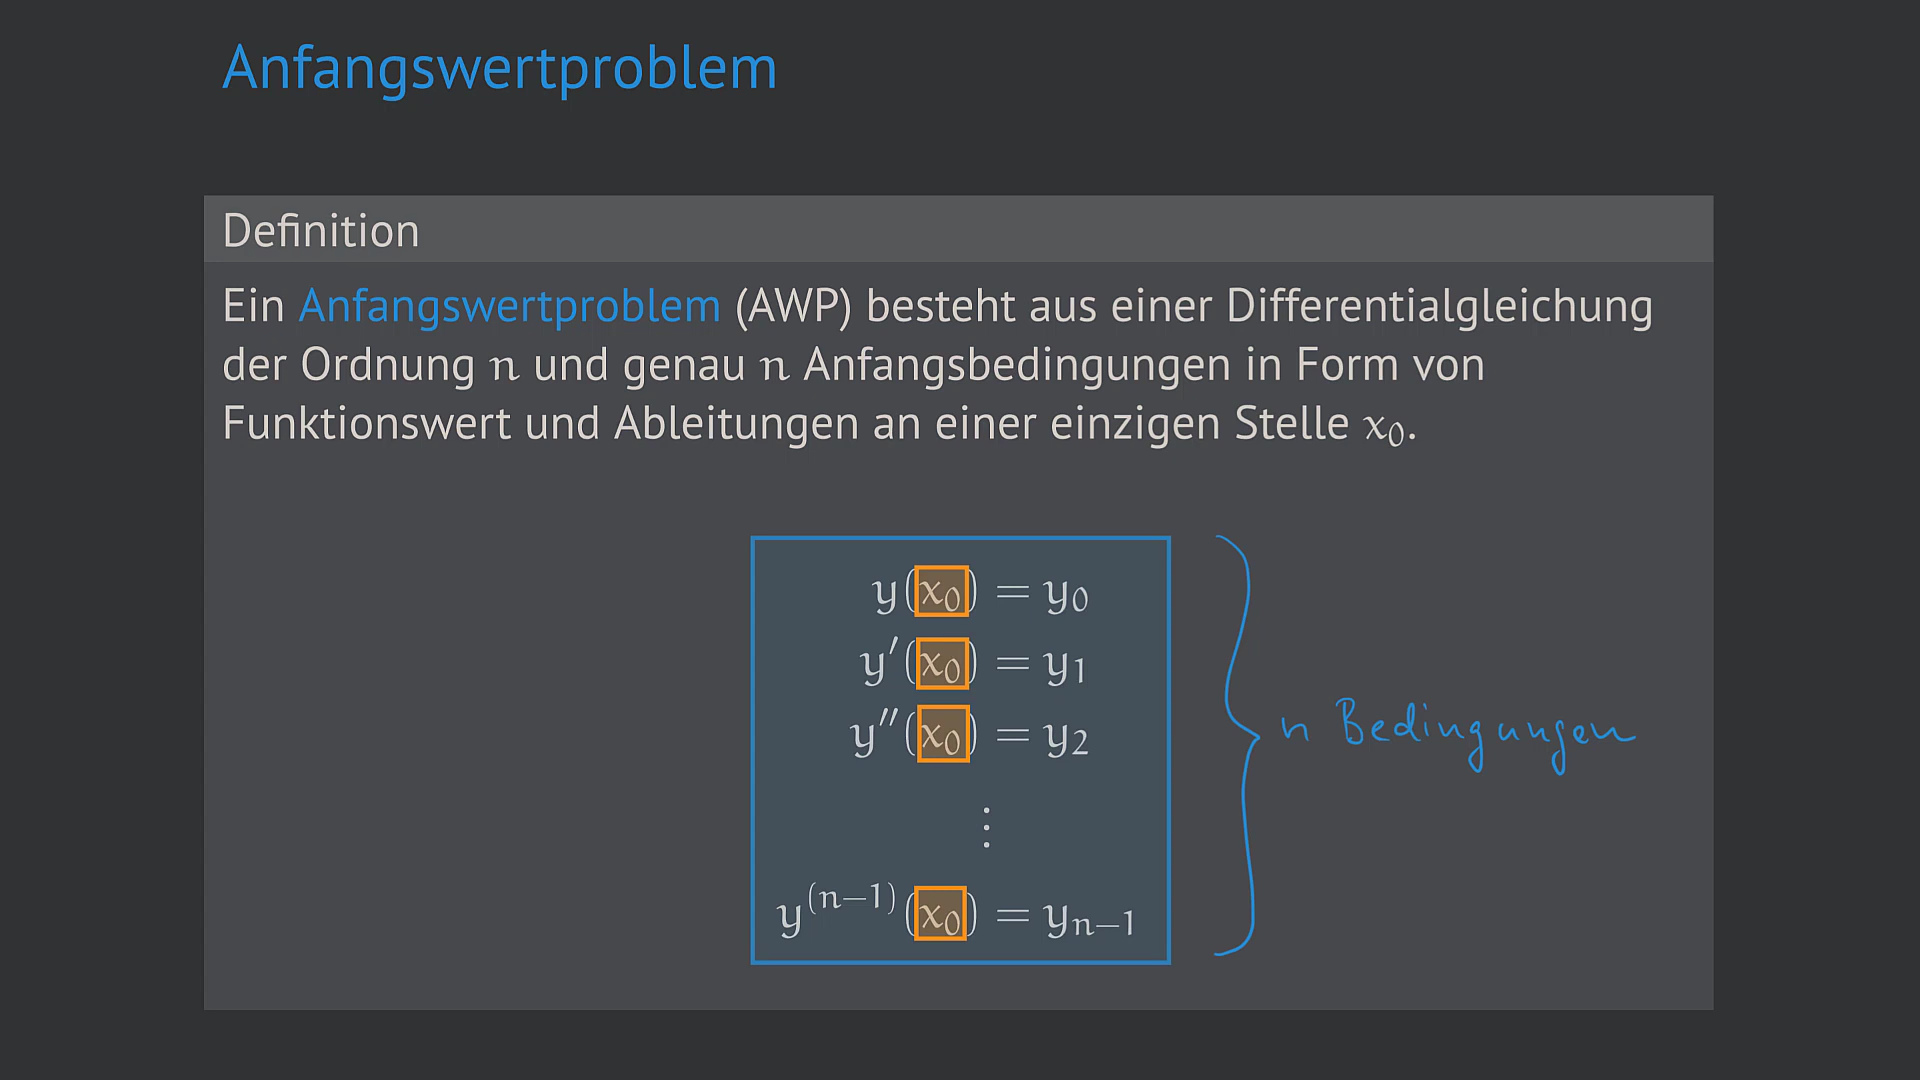 Anfangswertproblem
Definition
Ein Anfangswertproblem (AWP) besteht aus einer Differentialgleichung
der Ordnung n und genau n Anfangsbedingungen in Form von
Funktionswert und Ableitungen an einer einzigen Stelle x₀.
y(x₀) = y₀
y′(x₀) = y₁
y″(x₀) = y₂
⋮
y⁽ⁿ⁻¹⁾(x₀) = yₙ₋₁
n Bedingungen